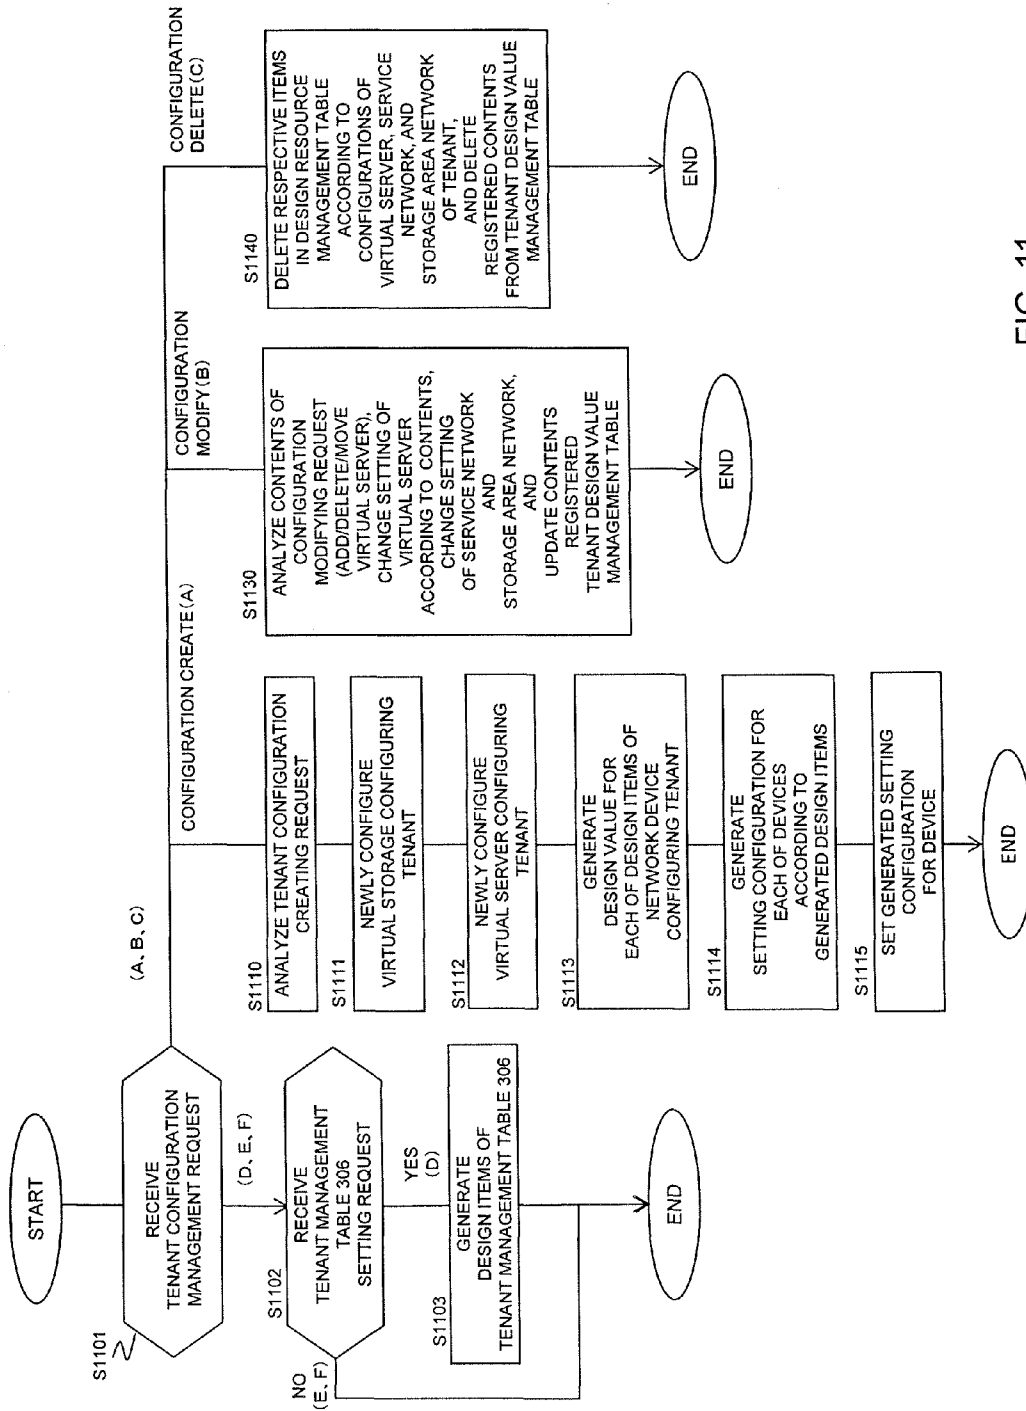 START
S1101
RECEIVE
TENANT CONFIGURATION
MANAGEMENT REQUEST
(A、B、C)
(D、E、F)
S1102
RECEIVE
TENANT MANAGEMENT
TABLE 306
SETTING REQUEST
NO
(E、F)
YES
(D)
S1103
GENERATE
DESIGN ITEMS OF
TENANT MANAGEMENT TABLE 306
END
CONFIGURATION CREATE(A)
S1110
ANALYZE TENANT CONFIGURATION
CREATING REQUEST
S1111
NEWLY CONFIGURE
VIRTUAL STORAGE CONFIGURING
TENANT
S1112
NEWLY CONFIGURE
VIRTUAL SERVER CONFIGURING
TENANT
S1113
GENERATE
DESIGN VALUE FOR
EACH OF DESIGN ITEMS OF
NETWORK DEVICE
CONFIGURING TENANT
S1114
GENERATE
SETTING CONFIGURATION FOR
EACH OF DEVICES
ACCORDING TO
GENERATED DESIGN ITEMS
S1115
SET GENERATED SETTING
CONFIGURATION
FOR DEVICE
END
CONFIGURATION
MODIFY(B)
S1130
ANALYZE CONTENTS OF
CONFIGURATION
MODIFYING REQUEST
(ADD/DELETE/MOVE
VIRTUAL SERVER),
CHANGE SETTING OF
VIRTUAL SERVER
ACCORDING TO CONTENTS,
CHANGE SETTING
OF SERVICE NETWORK
AND
STORAGE AREA NETWORK,
AND
UPDATE CONTENTS
REGISTERED
TENANT DESIGN VALUE
MANAGEMENT TABLE
END
CONFIGURATION
DELETE(C)
S1140
DELETE RESPECTIVE ITEMS
IN DESIGN RESOURCE
MANAGEMENT TABLE
ACCORDING TO
CONFIGURATIONS OF
VIRTUAL SERVER, SERVICE
NETWORK, AND
STORAGE AREA NETWORK
OF TENANT,
AND DELETE
REGISTERED CONTENTS
FROM TENANT DESIGN VALUE
MANAGEMENT TABLE
END
FIG. 11